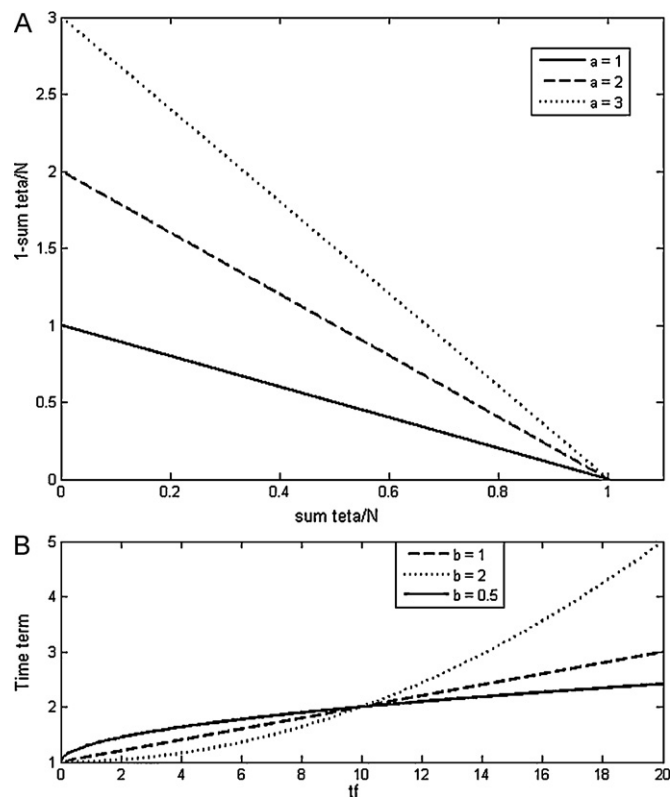 A
3
2.5
2
1.5
1
0.5
0
1-sum teta/N
a = 1
a = 2
a = 3
0 0.2 0.4 0.6 0.8 1
sum teta/N
B
5
4
3
2
1
Time term
b = 1
b = 2
b = 0.5
0 2 4 6 8 10 12 14 16 18 20
tf